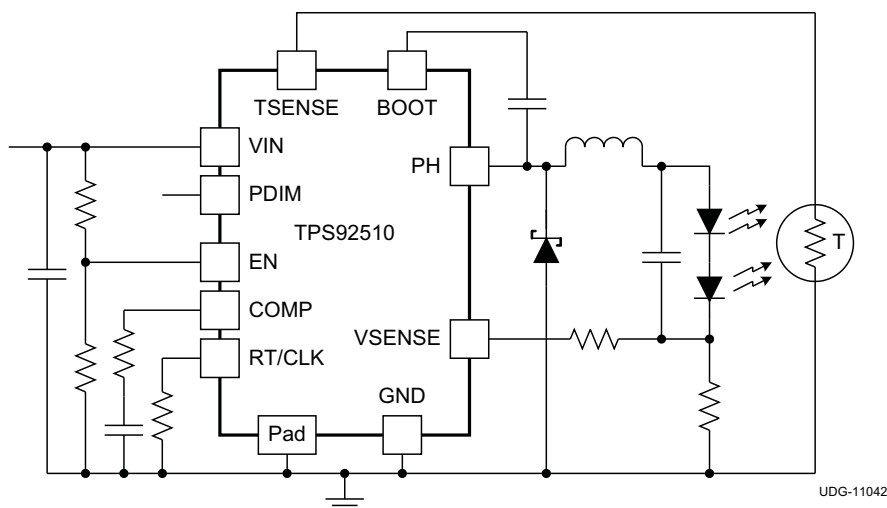 TSENSE
BOOT
VIN
PH
PDIM
TPS92510
T
EN
COMP
VSENSE
RT/CLK
GND
Pad
UDG-11042